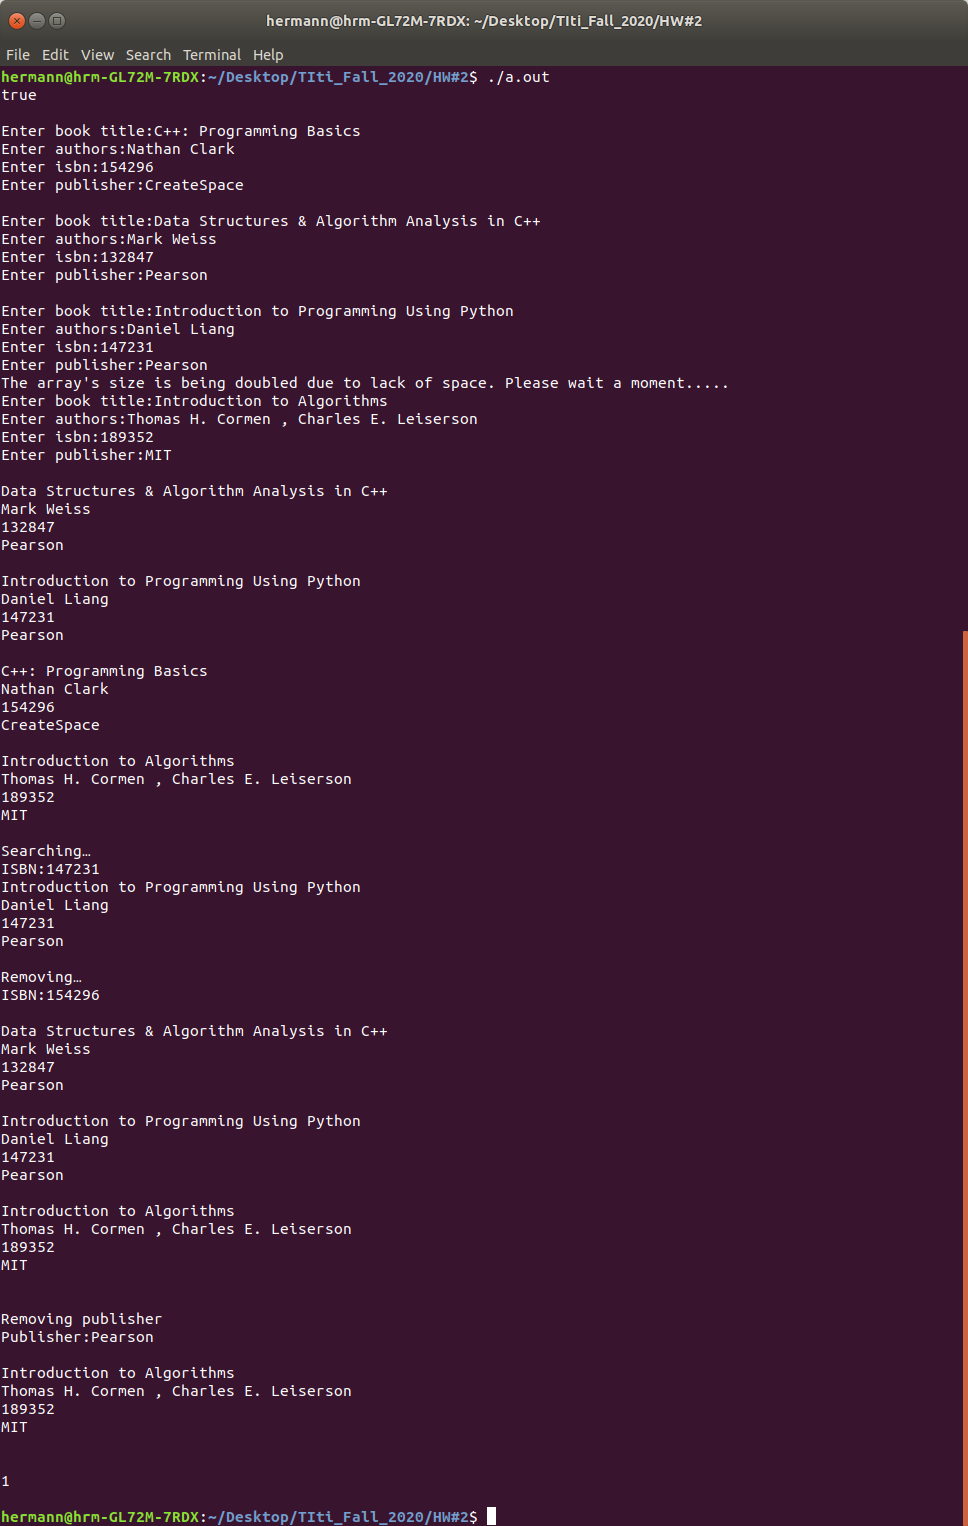 hermann@hrm-GL72M-7RDX: ~/Desktop/TIti_Fall_2020/HW#2
File Edit View Search Terminal Help
hermann@hrm-GL72M-7RDX:~/Desktop/TIti_Fall_2020/HW#2$ ./a.out
true
Enter book title:C++: Programming Basics
Enter authors:Nathan Clark
Enter isbn:154296
Enter publisher:CreateSpace
Enter book title:Data Structures & Algorithm Analysis in C++
Enter authors:Mark Weiss
Enter isbn:132847
Enter publisher:Pearson
Enter book title:Introduction to Programming Using Python
Enter authors:Daniel Liang
Enter isbn:147231
Enter publisher:Pearson
The array's size is being doubled due to lack of space. Please wait a moment.....
Enter book title:Introduction to Algorithms
Enter authors:Thomas H. Cormen , Charles E. Leiserson
Enter isbn:189352
Enter publisher:MIT
Data Structures & Algorithm Analysis in C++
Mark Weiss
132847
Pearson
Introduction to Programming Using Python
Daniel Liang
147231
Pearson
C++: Programming Basics
Nathan Clark
154296
CreateSpace
Introduction to Algorithms
Thomas H. Cormen , Charles E. Leiserson
189352
MIT
Searching…
ISBN:147231
Introduction to Programming Using Python
Daniel Liang
147231
Pearson
Removing…
ISBN:154296
Data Structures & Algorithm Analysis in C++
Mark Weiss
132847
Pearson
Introduction to Programming Using Python
Daniel Liang
147231
Pearson
Introduction to Algorithms
Thomas H. Cormen , Charles E. Leiserson
189352
MIT
Removing publisher
Publisher:Pearson
Introduction to Algorithms
Thomas H. Cormen , Charles E. Leiserson
189352
MIT
1
hermann@hrm-GL72M-7RDX:~/Desktop/TIti_Fall_2020/HW#2$